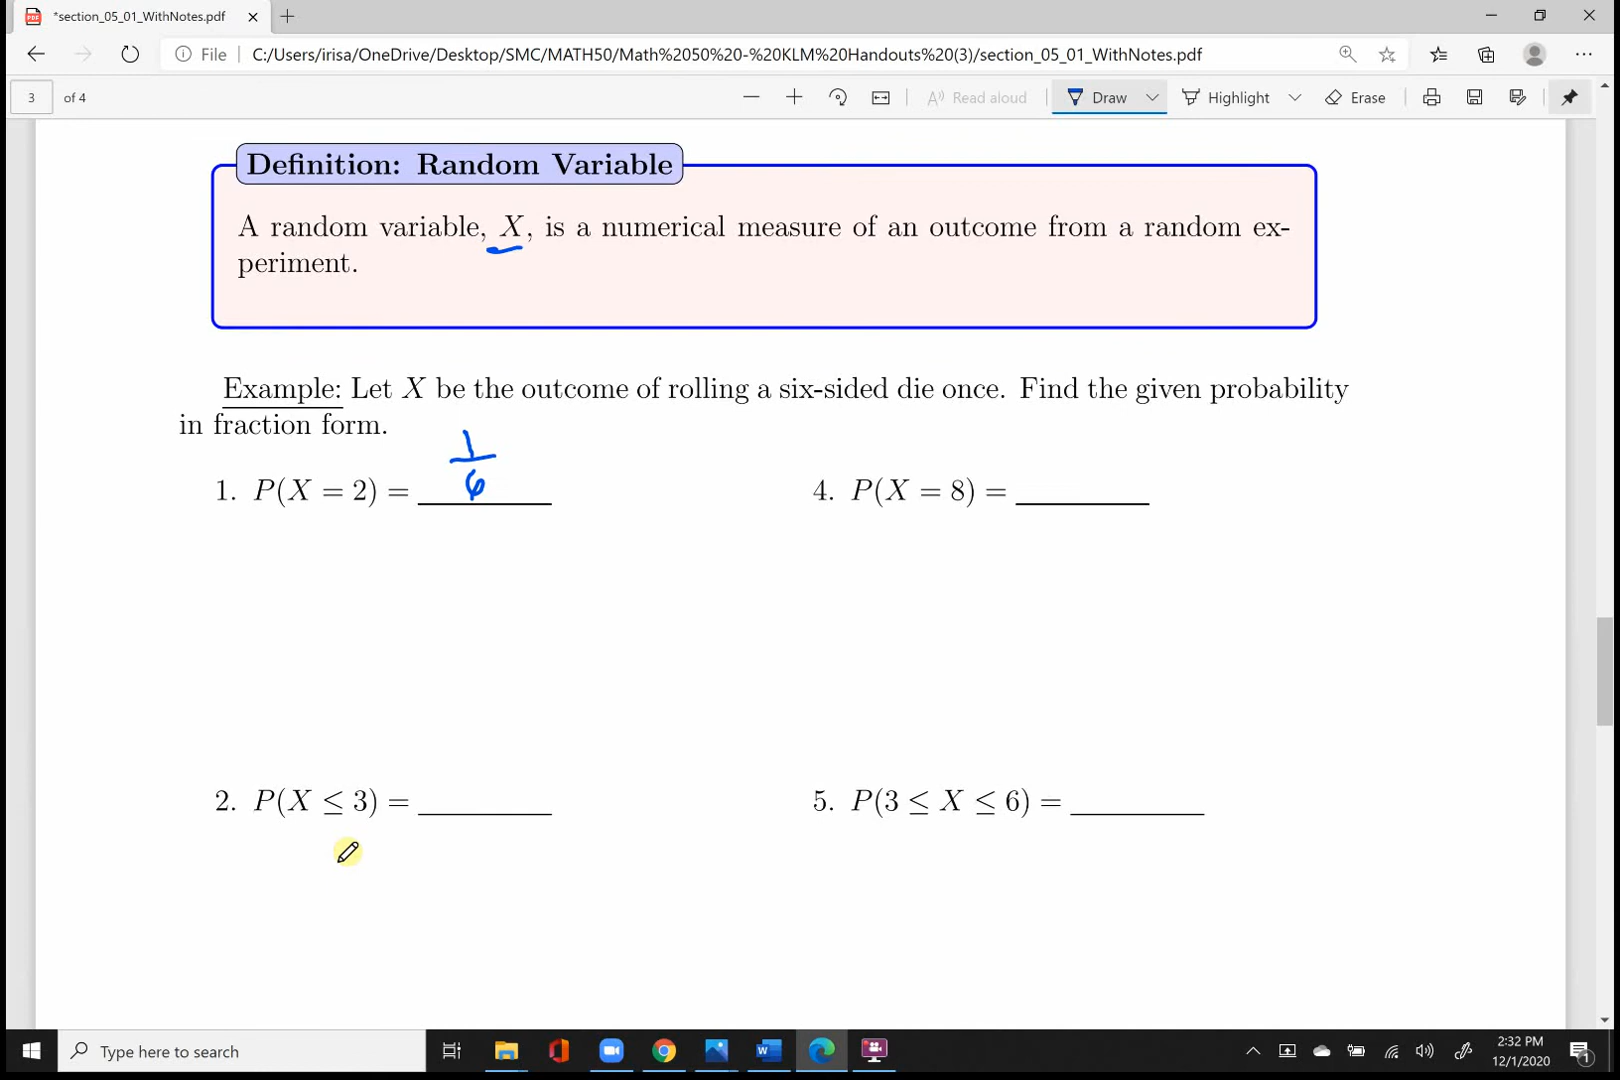 *section_05_01_WithNotes.pdf
File C:/Users/irisa/OneDrive/Desktop/SMC/MATH50/Math%2050%20-%20KLM%20Handouts%20(3)/section_05_01_WithNotes.pdf
3 of 4 Read aloud Draw Highlight Erase
Definition: Random Variable
A random variable, X, is a numerical measure of an outcome from a random ex-
periment.
Example: Let X be the outcome of rolling a six-sided die once. Find the given probability
in fraction form.
1. P(X = 2) = 1/6
4. P(X = 8) = ________
2. P(X ≤ 3) = ________
5. P(3 ≤ X ≤ 6) = ________
Type here to search
2:32 PM
12/1/2020
1